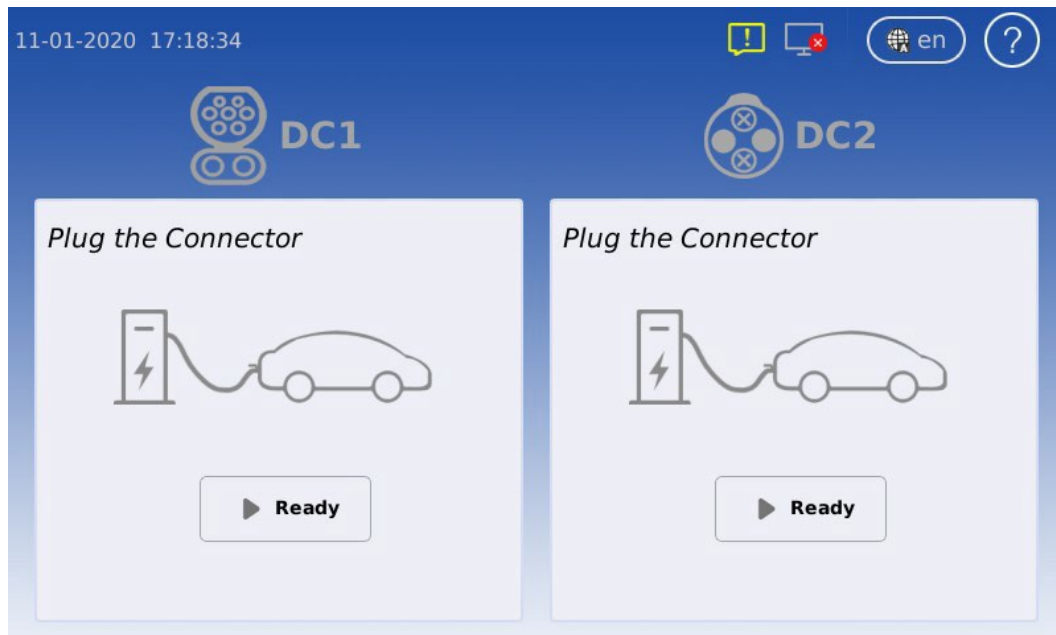 11-01-2020 17:18:34
!
en
?
DC1
DC2
Plug the Connector
Plug the Connector
Ready
Ready